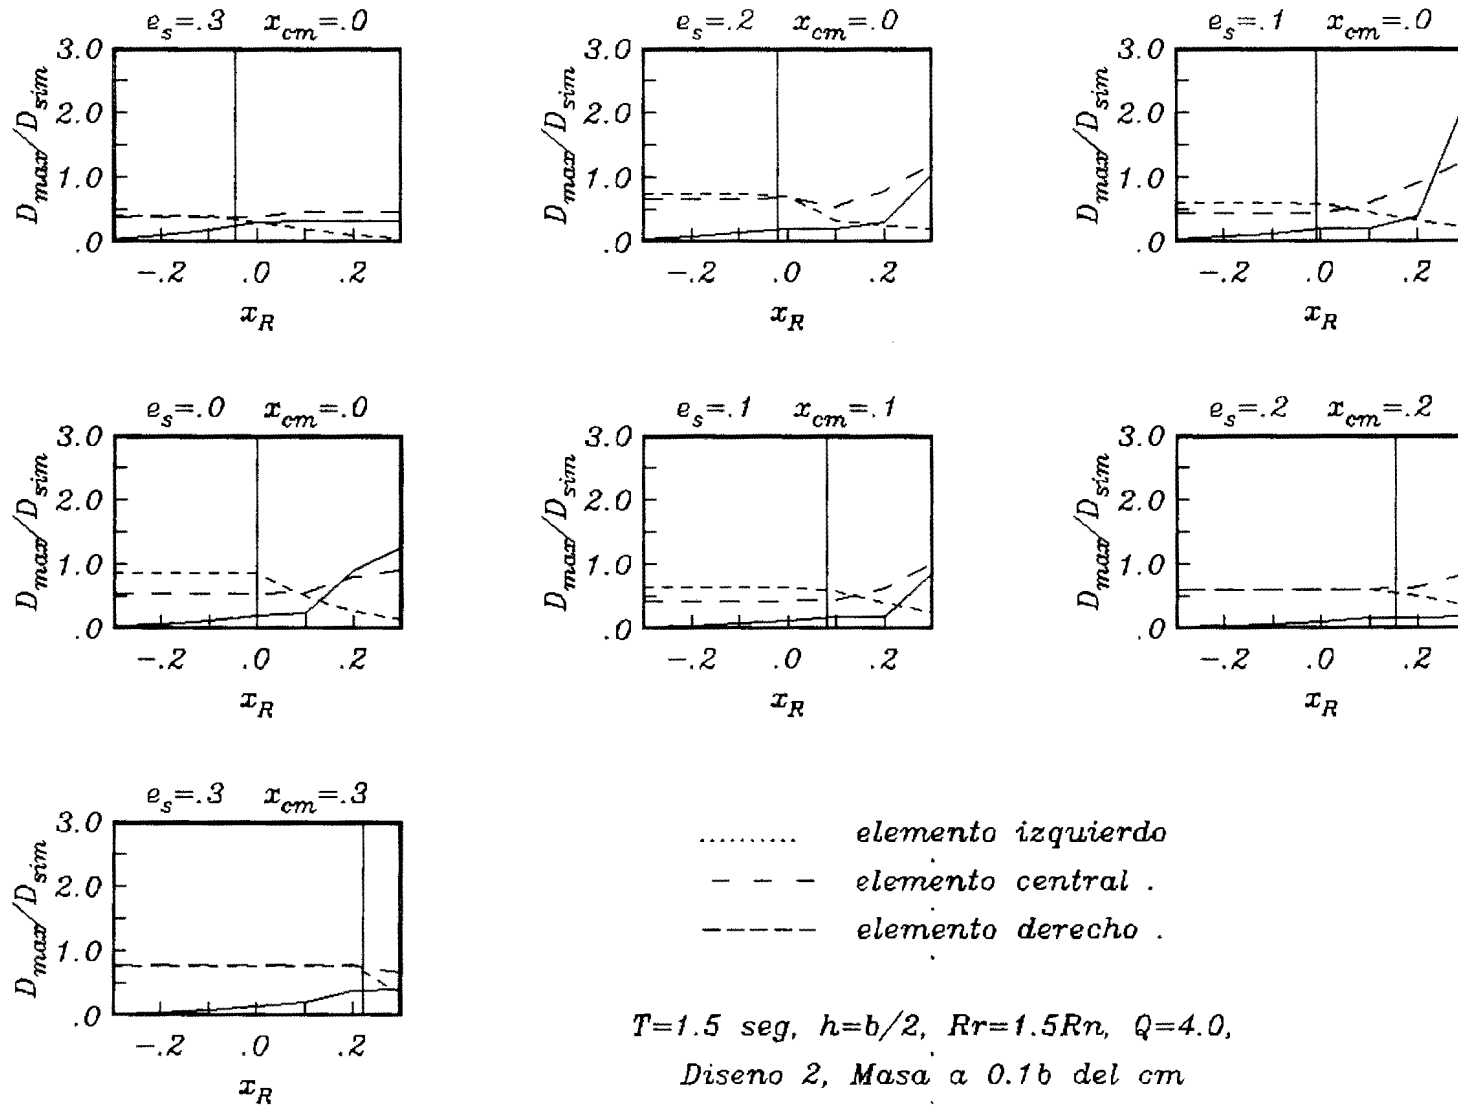 e_s=.3 x_cm=.0
3.0
2.0
1.0
.0
D_max/D_sim
-.2 .0 .2
x_R
e_s=.2 x_cm=.0
3.0
2.0
1.0
.0
D_max/D_sim
-.2 .0 .2
x_R
e_s=.1 x_cm=.0
3.0
2.0
1.0
.0
D_max/D_sim
-.2 .0 .2
x_R
e_s=.0 x_cm=.0
3.0
2.0
1.0
.0
D_max/D_sim
-.2 .0 .2
x_R
e_s=.1 x_cm=.1
3.0
2.0
1.0
.0
D_max/D_sim
-.2 .0 .2
x_R
e_s=.2 x_cm=.2
3.0
2.0
1.0
.0
D_max/D_sim
-.2 .0 .2
x_R
e_s=.3 x_cm=.3
3.0
2.0
1.0
.0
D_max/D_sim
-.2 .0 .2
x_R
elemento izquierdo
elemento central .
elemento derecho .
T=1.5 seg, h=b/2, Rr=1.5Rn, Q=4.0,
Diseno 2, Masa a 0.1b del cm